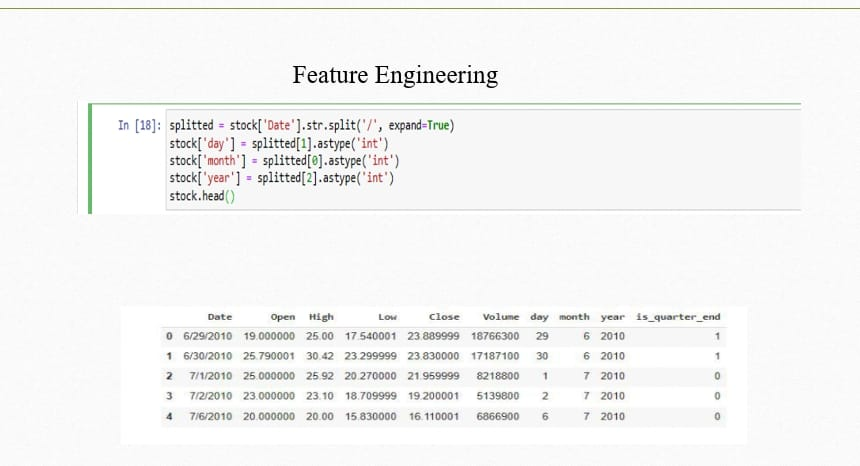 Feature Engineering
In [18]: splitted = stock['Date'].str.split('/', expand=True)
stock['day'] = splitted[1].astype('int')
stock['month'] = splitted[0].astype('int')
stock['year'] = splitted[2].astype('int')
stock.head()
Date Open High Low Close Volume day month year is_quarter_end
0 6/29/2010 19.000000 25.00 17.540001 23.889999 18766300 29 6 2010 1
1 6/30/2010 25.790001 30.42 23.299999 23.830000 17187100 30 6 2010 1
2 7/1/2010 25.000000 25.92 20.270000 21.959999 8218800 1 7 2010 0
3 7/2/2010 23.000000 23.10 18.709999 19.200001 5139800 2 7 2010 0
4 7/6/2010 20.000000 20.00 15.830000 16.110001 6866900 6 7 2010 0